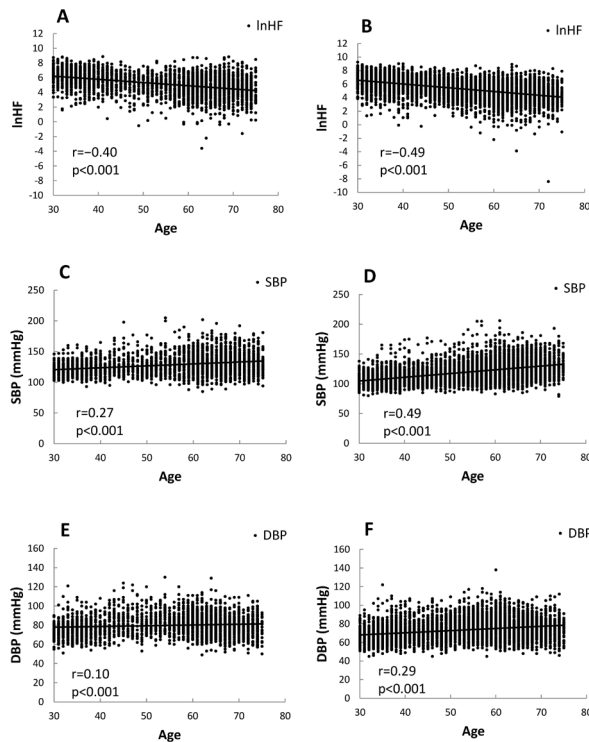 A
• lnHF
12
10
8
6
4
2
0
-2
-4
-6
-8
-10
lnHF
r=−0.40
p<0.001
30 40 50 60 70 80
Age
B
• lnHF
12
10
8
6
4
2
0
-2
-4
-6
-8
-10
lnHF
r=−0.49
p<0.001
30 40 50 60 70 80
Age
C
• SBP
250
200
150
100
50
0
SBP (mmHg)
r=0.27
p<0.001
30 40 50 60 70 80
Age
D
• SBP
250
200
150
100
50
0
SBP (mmHg)
r=0.49
p<0.001
30 40 50 60 70 80
Age
E
• DBP
160
140
120
100
80
60
40
20
0
DBP (mmHg)
r=0.10
p<0.001
30 40 50 60 70 80
Age
F
• DBP
160
140
120
100
80
60
40
20
0
DBP (mmHg)
r=0.29
p<0.001
30 40 50 60 70 80
Age